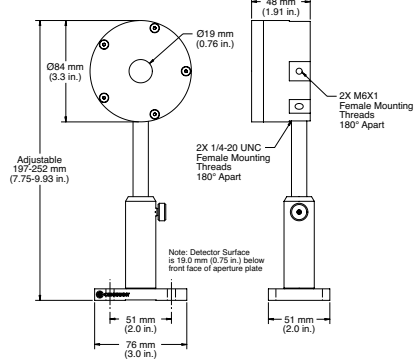 48 mm
(1.91 in.)
Ø19 mm
(0.76 in.)
Ø84 mm
(3.3 in.)
2X M6X1
Female Mounting
Threads
180° Apart
2X 1/4-20 UNC
Female Mounting
Threads
180° Apart
Adjustable
197-252 mm
(7.75-9.93 in.)
Note: Detector Surface
is 19.0 mm (0.75 in.) below
front face of aperture plate
51 mm
(2.0 in.)
51 mm
(2.0 in.)
76 mm
(3.0 in.)